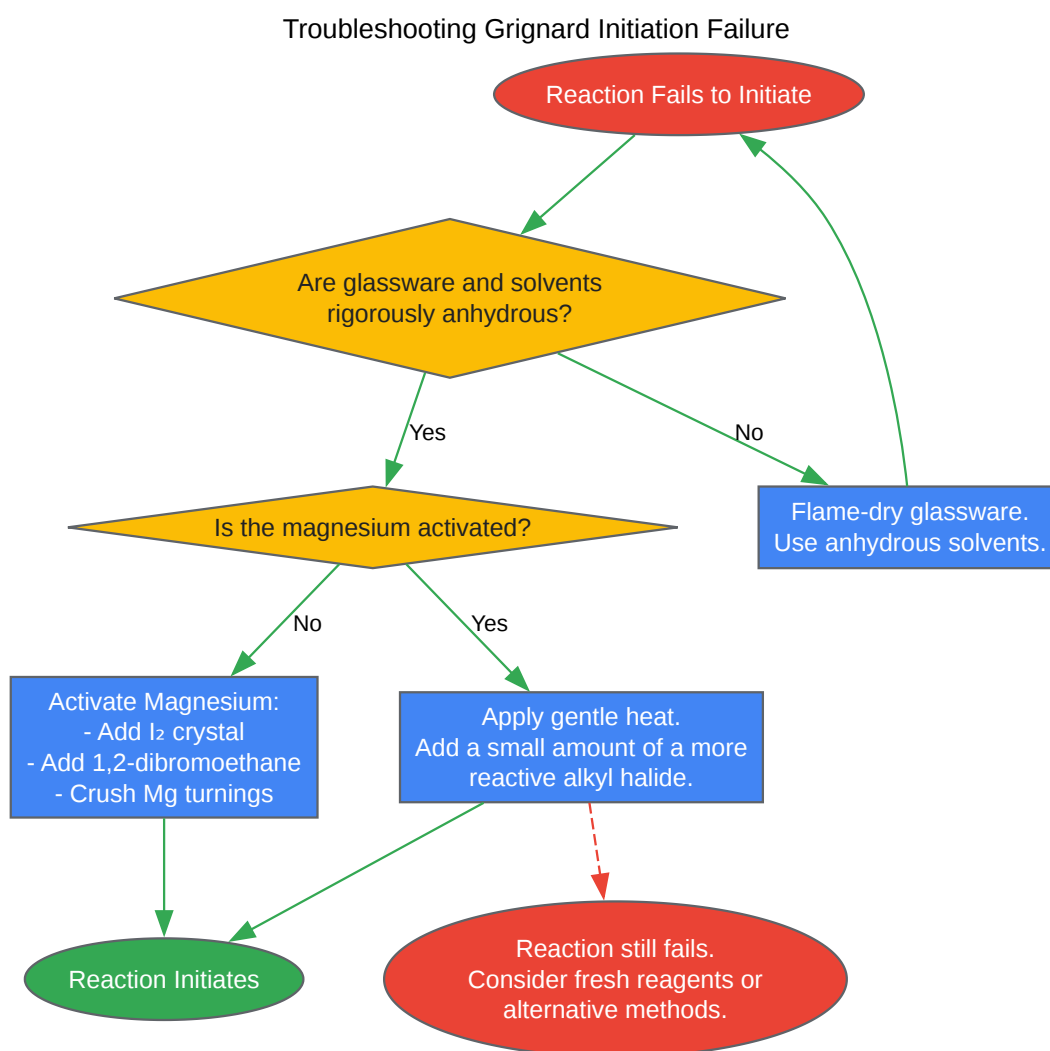 Troubleshooting Grignard Initiation Failure
Reaction Fails to Initiate
Are glassware and solvents
rigorously anhydrous?
Yes
No
Is the magnesium activated?
Flame-dry glassware.
Use anhydrous solvents.
No
Yes
Activate Magnesium:
- Add I₂ crystal
- Add 1,2-dibromoethane
- Crush Mg turnings
Apply gentle heat.
Add a small amount of a more
reactive alkyl halide.
Reaction Initiates
Reaction still fails.
Consider fresh reagents or
alternative methods.